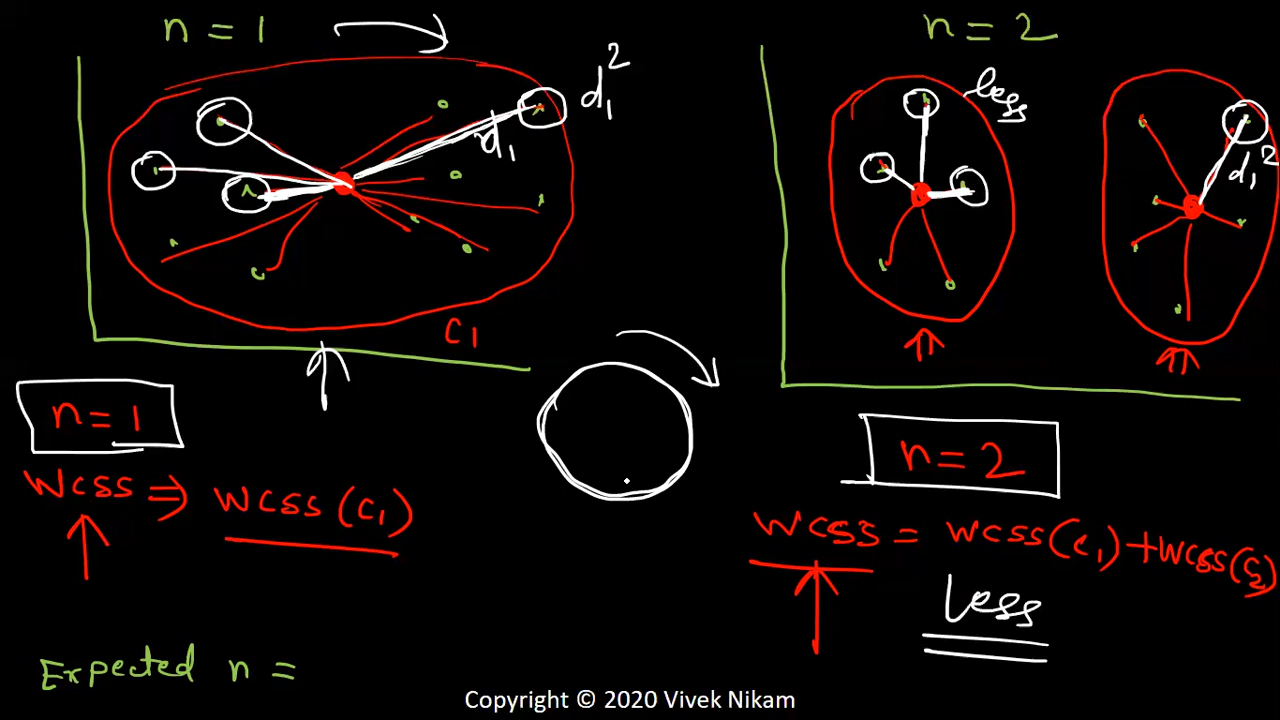 n = 1
n = 2
d₁²
d₁
less
d₁²
C1
n = 1
n = 2
WCSS ⇒ WCSS (C₁)
WCSS = WCSS(C₁) + WCSS(C₂)
Less
Expected n =
Copyright © 2020 Vivek Nikam